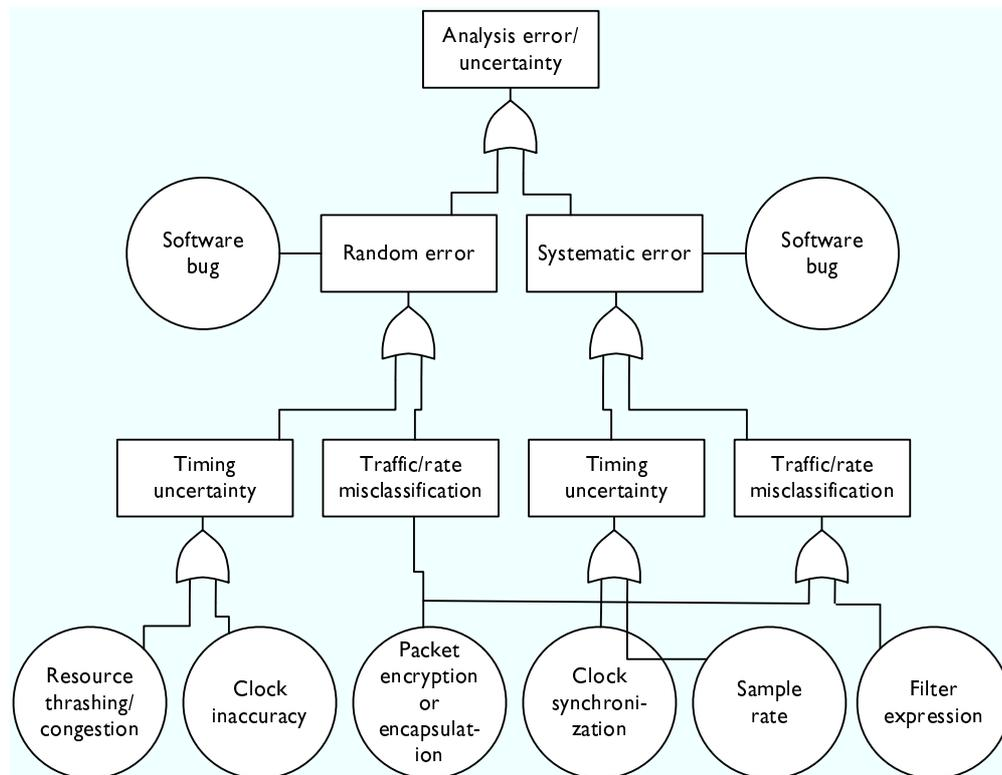 Analysis error/
uncertainty
Software
bug
Random error
Systematic error
Software
bug
Timing
uncertainty
Traffic/rate
misclassification
Timing
uncertainty
Traffic/rate
misclassification
Resource
thrashing/
congestion
Clock
inaccuracy
Packet
encryption
or
encapsulat-
ion
Clock
synchroni-
zation
Sample
rate
Filter
expression